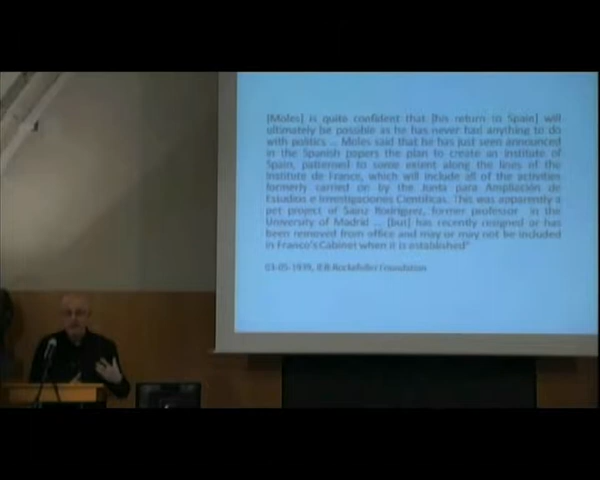 [Moles] is quite confident that [his return to Spain] will
ultimately be possible as he has never had anything to do
with politics ... Moles said that he has just seen announced
in the Spanish papers the plan to create an institute of
Spain, patterned to some extent along the lines of the
Institute de France, which will include all of the activities
formerly carried on by the Junta para Ampliación de
Estudios e Investigaciones Científicas. This was apparently a
pet project of Sainz Rodríguez, former professor in the
University of Madrid ... [but] has recently resigned or has
been removed from office and may or may not be included
in Franco's Cabinet when it is established"
03-05-1939, Rockefeller Foundation